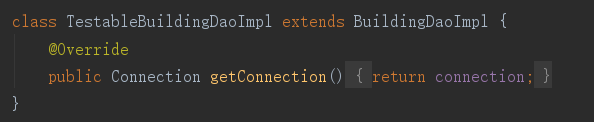 class TestableBuildingDaoImpl extends BuildingDaoImpl {
    @Override
    public Connection getConnection() { return connection; }
}